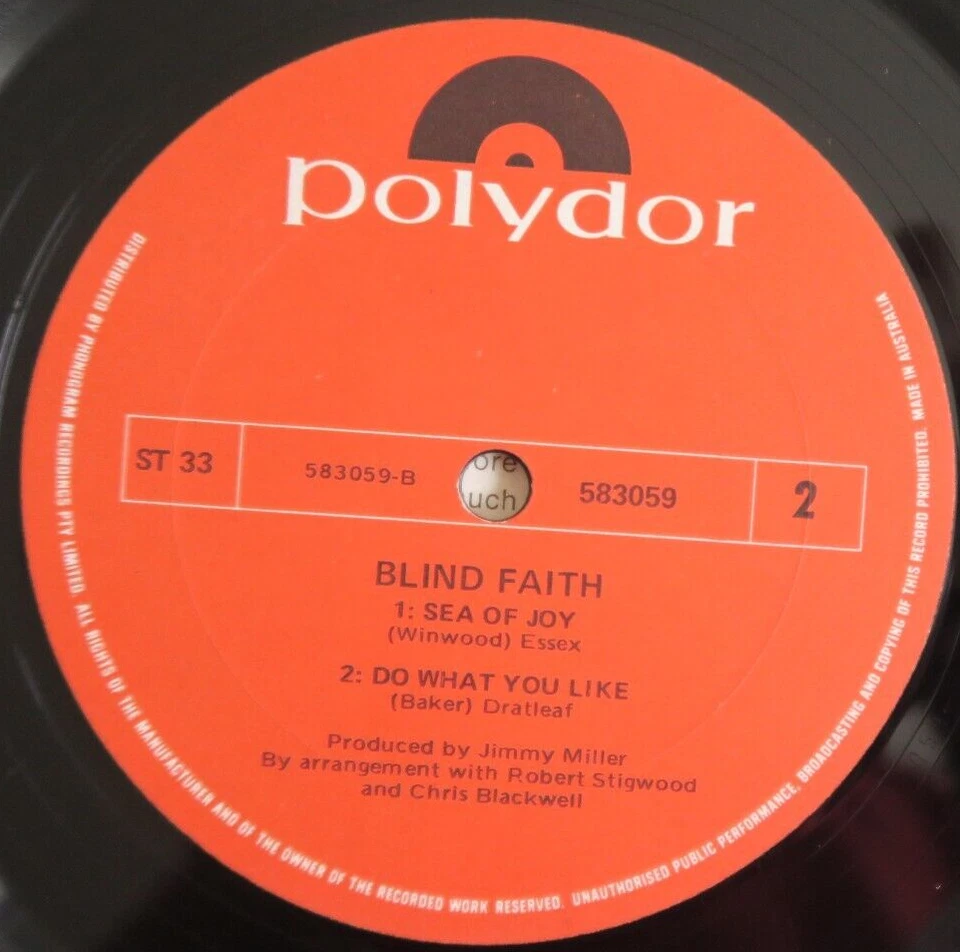 polydor
ST 33
583059-B
583059
2
ore
uch
BLIND FAITH
1: SEA OF JOY
(Winwood) Essex
2: DO WHAT YOU LIKE
(Baker) Dratleaf
Produced by Jimmy Miller
By arrangement with Robert Stigwood
and Chris Blackwell
DISTRIBUTED BY PHONOGRAM RECORDINGS PTY LIMITED. ALL RIGHTS OF THE MANUFACTURER AND OF THE OWNER OF THE RECORDED WORK RESERVED. UNAUTHORISED PUBLIC PERFORMANCE, BROADCASTING AND COPYING OF THIS RECORD PROHIBITED. MADE IN AUSTRALIA